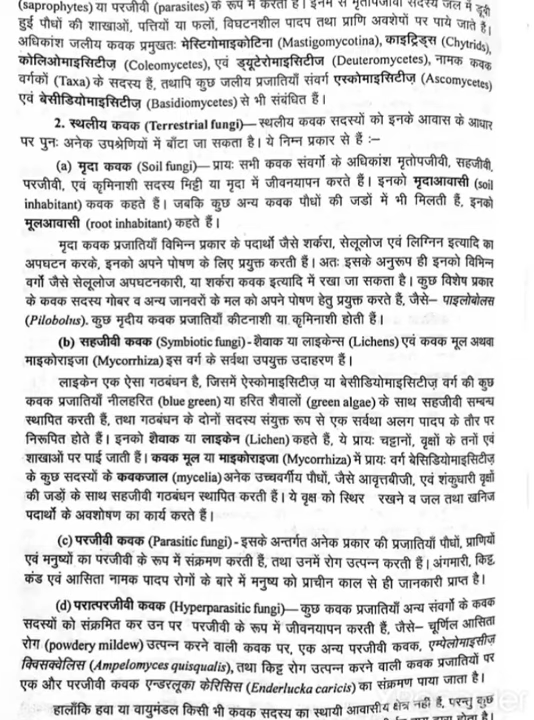 (saprophytes) या परजीवी (parasites) के रूप में करती हैं। इनमें से मृतोपजीवी सदस्य जल में डूबी
हुई पौधों की शाखाओं, पत्तियों या फलों, विघटनशील पादप तथा प्राणि अवशेषों पर पाये जाते हैं।
अधिकांश जलीय कवक प्रमुखतः मेस्टिगोमाइकोटिना (Mastigomycotina), काइट्रिड्स (Chytrids),
कोलिओमाइसिटीज़ (Coleomycetes), एवं ड्यूटेरोमाइसिटीज़ (Deuteromycetes), नामक कवक
वर्गकों (Taxa) के सदस्य हैं, तथापि कुछ जलीय प्रजातियाँ संवर्ग एस्कोमाइसिटीज़ (Ascomycetes)
एवं बेसीडियोमाइसिटीज़ (Basidiomycetes) से भी संबंधित हैं।
2. स्थलीय कवक (Terrestrial fungi)—स्थलीय कवक सदस्यों को इनके आवास के आधार
पर पुनः अनेक उपश्रेणियों में बाँटा जा सकता है। ये निम्न प्रकार से हैं :—
(a) मृदा कवक (Soil fungi)— प्रायः सभी कवक संवर्गों के अधिकांश मृतोपजीवी, सहजीवी,
परजीवी, एवं कृमिनाशी सदस्य मिट्टी या मृदा में जीवनयापन करते हैं। इनको मृदाआवासी (soil
inhabitant) कवक कहते हैं। जबकि कुछ अन्य कवक पौधों की जडों में भी मिलती हैं, इनको
मूलआवासी (root inhabitant) कहते हैं।
मृदा कवक प्रजातियाँ विभिन्न प्रकार के पदार्थों जैसे शर्करा, सेलूलोज एवं लिग्निन इत्यादि का
अपघटन करके, इनको अपने पोषण के लिए प्रयुक्त करती हैं। अतः इसके अनुरूप ही इनको विभिन्न
वर्गों जैसे सेलूलोज अपघटनकारी, या शर्करा कवक इत्यादि में रखा जा सकता है। कुछ विशेष प्रकार
के कवक सदस्य गोबर व अन्य जानवरों के मल को अपने पोषण हेतु प्रयुक्त करते हैं, जैसे– पाइलोबोलस
(Pilobolus). कुछ मृदीय कवक प्रजातियाँ कीटनाशी या कृमिनाशी होती हैं।
(b) सहजीवी कवक (Symbiotic fungi) - शैवाक या लाइकेन्स (Lichens) एवं कवक मूल अथवा
माइकोराइजा (Mycorrhiza) इस वर्ग के सर्वथा उपयुक्त उदाहरण हैं।
लाइकेन एक ऐसा गठबंधन है, जिसमें ऐस्कोमाइसिटीज़ या बेसीडियोमाइसिटीज़ वर्ग की कुछ
कवक प्रजातियाँ नीलहरित (blue green) या हरित शैवालों (green algae) के साथ सहजीवी सम्बन्ध
स्थापित करती हैं, तथा गठबंधन के दोनों सदस्य संयुक्त रूप से एक सर्वथा अलग पादप के तौर पर
निरूपित होते हैं। इनको शैवाक या लाइकेन (Lichen) कहते हैं, ये प्रायः चट्टानों, वृक्षों के तनों एवं
शाखाओं पर पाई जाती हैं। कवक मूल या माइकोराइजा (Mycorrhiza) में प्रायः वर्ग बेसिडियोमाइसिटीज़
के कुछ सदस्यों के कवकजाल (mycelia) अनेक उच्चवर्गीय पौधों, जैसे आवृत्तबीजी, एवं शंकुधारी वृक्षों
की जडों के साथ सहजीवी गठबंधन स्थापित करती हैं। ये वृक्ष को स्थिर रखने व जल तथा खनिज
पदार्थों के अवशोषण का कार्य करते हैं।
(c) परजीवी कवक (Parasitic fungi) - इसके अन्तर्गत अनेक प्रकार की प्रजातियाँ पौधों, प्राणियों
एवं मनुष्यों का परजीवी के रूप में संक्रमण करती हैं, तथा उनमें रोग उत्पन्न करती हैं। अंगमारी, किट्ट,
कंड एवं आसिता नामक पादप रोगों के बारे में मनुष्य को प्राचीन काल से ही जानकारी प्राप्त है।
(d) परात्परजीवी कवक (Hyperparasitic fungi)— कुछ कवक प्रजातियाँ अन्य संवर्गों के कवक
सदस्यों को संक्रमित कर उन पर परजीवी के रूप में जीवनयापन करती हैं, जैसे– चूर्णिल आसिता
रोग (powdery mildew) उत्पन्न करने वाली कवक पर, एक अन्य परजीवी कवक, एम्पेलोमाइसीज़
क्विसक्वेलिस (Ampelomyces quisqualis), तथा किट्ट रोग उत्पन्न करने वाली कवक प्रजातियों पर
एक और परजीवी कवक एन्डरलूका केरिसिस (Enderlucka caricis) का संक्रमण पाया जाता है।
हालाँकि हवा या वायुमंडल किसी भी कवक सदस्य का स्थायी आवासीय क्षेत्र नहीं है, परन्तु कुछ